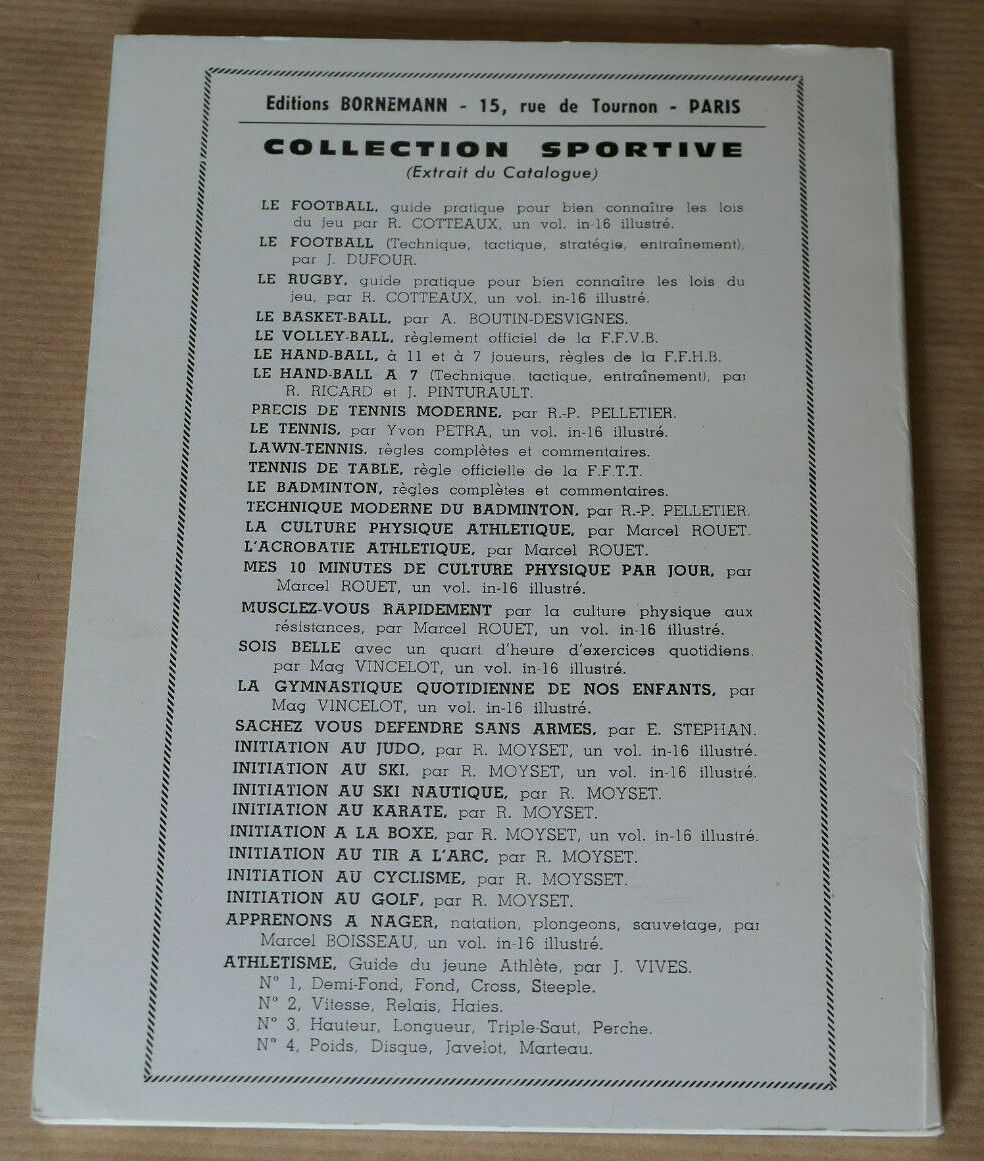 Editions BORNEMANN - 15, rue de Tournon - PARIS
COLLECTION SPORTIVE
(Extrait du Catalogue)
LE FOOTBALL, guide pratique pour bien connaître les lois
du jeu par R. COTTEAUX, un vol. in-16 illustré.
LE FOOTBALL (Technique, tactique, stratégie, entraînement),
par J. DUFOUR.
LE RUGBY, guide pratique pour bien connaître les lois du
jeu, par R. COTTEAUX, un vol. in-16 illustré.
LE BASKET-BALL, par A. BOUTIN-DESVIGNES.
LE VOLLEY-BALL, règlement officiel de la F.F.V.B.
LE HAND-BALL, à 11 et à 7 joueurs, règles de la F.F.H.B.
LE HAND-BALL A 7 (Technique, tactique, entraînement), par
R. RICARD et J. PINTURAULT.
PRECIS DE TENNIS MODERNE, par R.-P. PELLETIER.
LE TENNIS, par Yvon PETRA, un vol. in-16 illustré.
LAWN-TENNIS, règles complètes et commentaires.
TENNIS DE TABLE, règle officielle de la F.F.T.T.
LE BADMINTON, règles complètes et commentaires.
TECHNIQUE MODERNE DU BADMINTON, par R.-P. PELLETIER.
LA CULTURE PHYSIQUE ATHLETIQUE, par Marcel ROUET.
L'ACROBATIE ATHLETIQUE, par Marcel ROUET.
MES 10 MINUTES DE CULTURE PHYSIQUE PAR JOUR, par
Marcel ROUET, un vol. in-16 illustré.
MUSCLEZ-VOUS RAPIDEMENT par la culture physique aux
résistances, par Marcel ROUET, un vol. in-16 illustré.
SOIS BELLE avec un quart d'heure d'exercices quotidiens
par Mag VINCELOT, un vol. in-16 illustré.
LA GYMNASTIQUE QUOTIDIENNE DE NOS ENFANTS, par
Mag VINCELOT, un vol. in-16 illustré.
SACHEZ VOUS DEFENDRE SANS ARMES, par E. STEPHAN.
INITIATION AU JUDO, par R. MOYSET, un vol. in-16 illustré.
INITIATION AU SKI, par R. MOYSET, un vol. in-16 illustré.
INITIATION AU SKI NAUTIQUE, par R. MOYSET.
INITIATION AU KARATE, par R. MOYSET.
INITIATION A LA BOXE, par R. MOYSET, un vol. in-16 illustré.
INITIATION AU TIR A L'ARC, par R. MOYSET.
INITIATION AU CYCLISME, par R. MOYSSET.
INITIATION AU GOLF, par R. MOYSET.
APPRENONS A NAGER, natation, plongeons, sauvetage, par
Marcel BOISSEAU, un vol. in-16 illustré.
ATHLETISME, Guide du jeune Athlète, par J. VIVES.
N° 1, Demi-Fond, Fond, Cross, Steeple.
N° 2, Vitesse, Relais, Haies.
N° 3, Hauteur, Longueur, Triple-Saut, Perche.
N° 4, Poids, Disque, Javelot, Marteau.